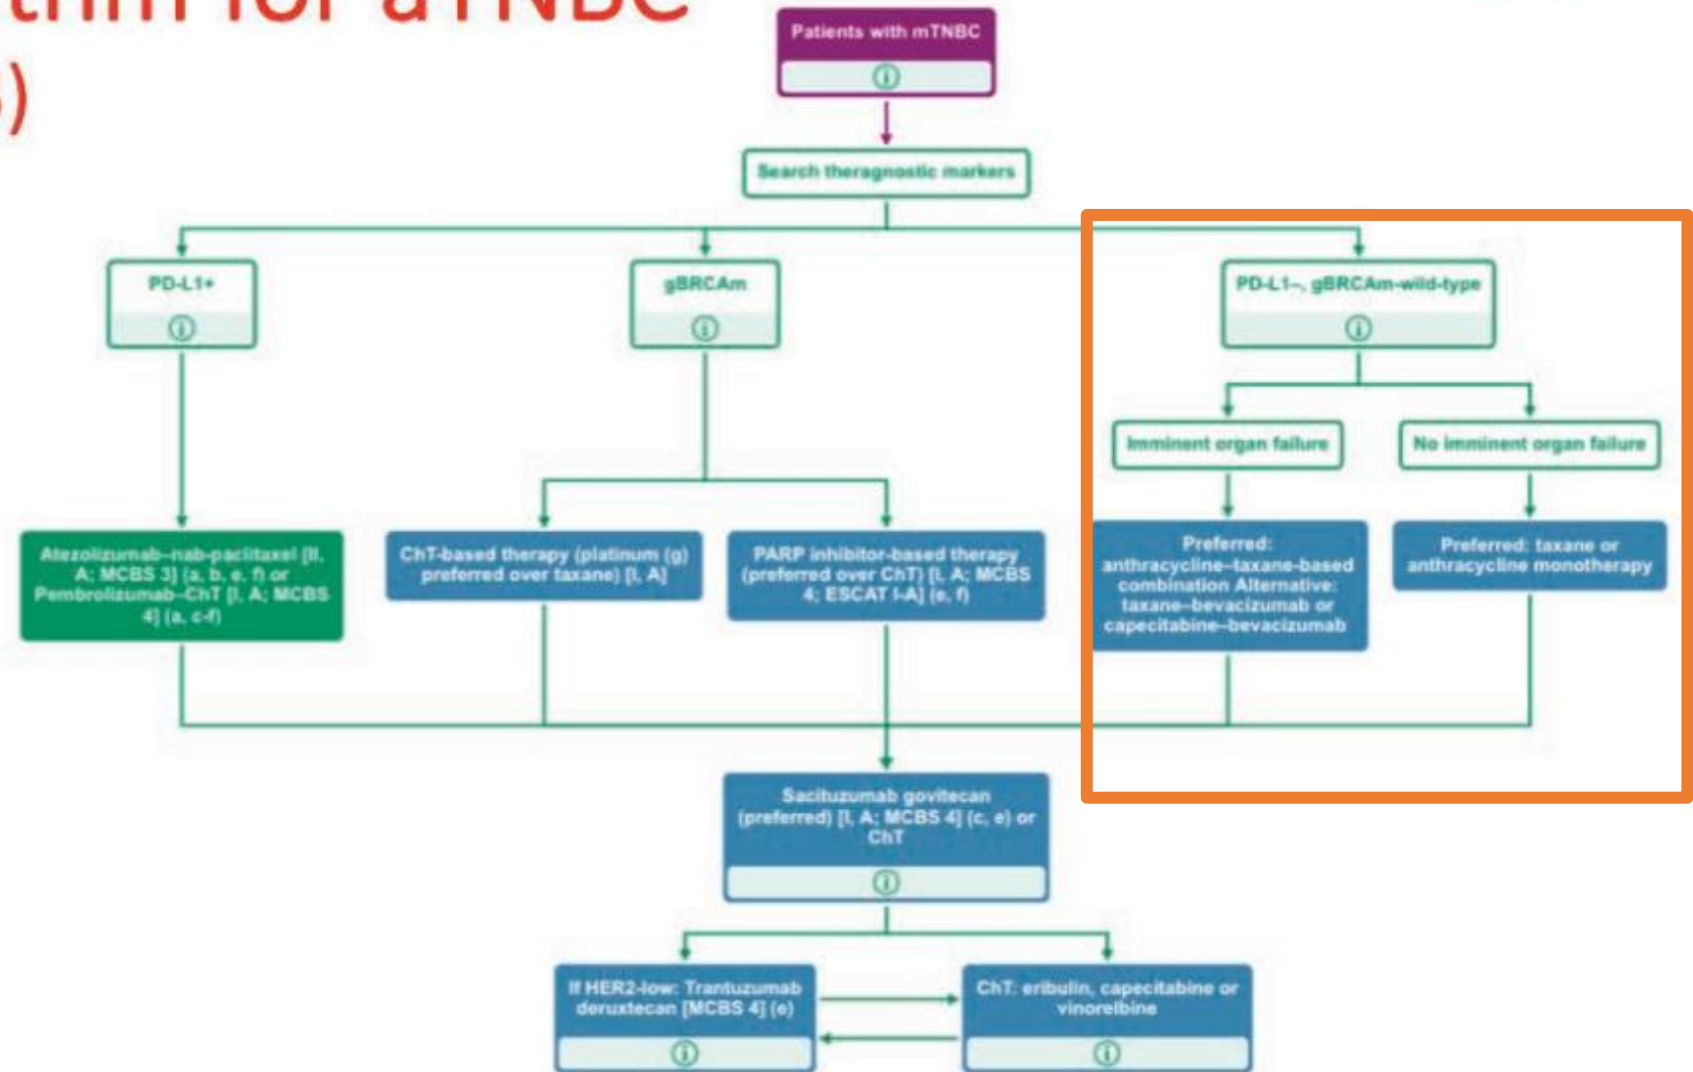 thm for aTNBC
)
Patients with mTNBC
Search theragnostic markers
PD-L1+
gBRCAm
PD-L1–, gBRCAm-wild-type
Imminent organ failure
No imminent organ failure
Atezolizumab–nab-paclitaxel [II,
A; MCBS 3] (a, b, e, f) or
Pembrolizumab–ChT [I, A; MCBS
4] (a, c-f)
ChT-based therapy (platinum (g)
preferred over taxane) [I, A]
PARP inhibitor-based therapy
(preferred over ChT) [I, A; MCBS
4; ESCAT I-A] (e, f)
Preferred:
anthracycline–taxane-based
combination Alternative:
taxane–bevacizumab or
capecitabine–bevacizumab
Preferred: taxane or
anthracycline monotherapy
Sacituzumab govitecan
(preferred) [I, A; MCBS 4] (c, e) or
ChT
If HER2-low: Trantuzumab
deruxtecan [MCBS 4] (e)
ChT: eribulin, capecitabine or
vinorelbine